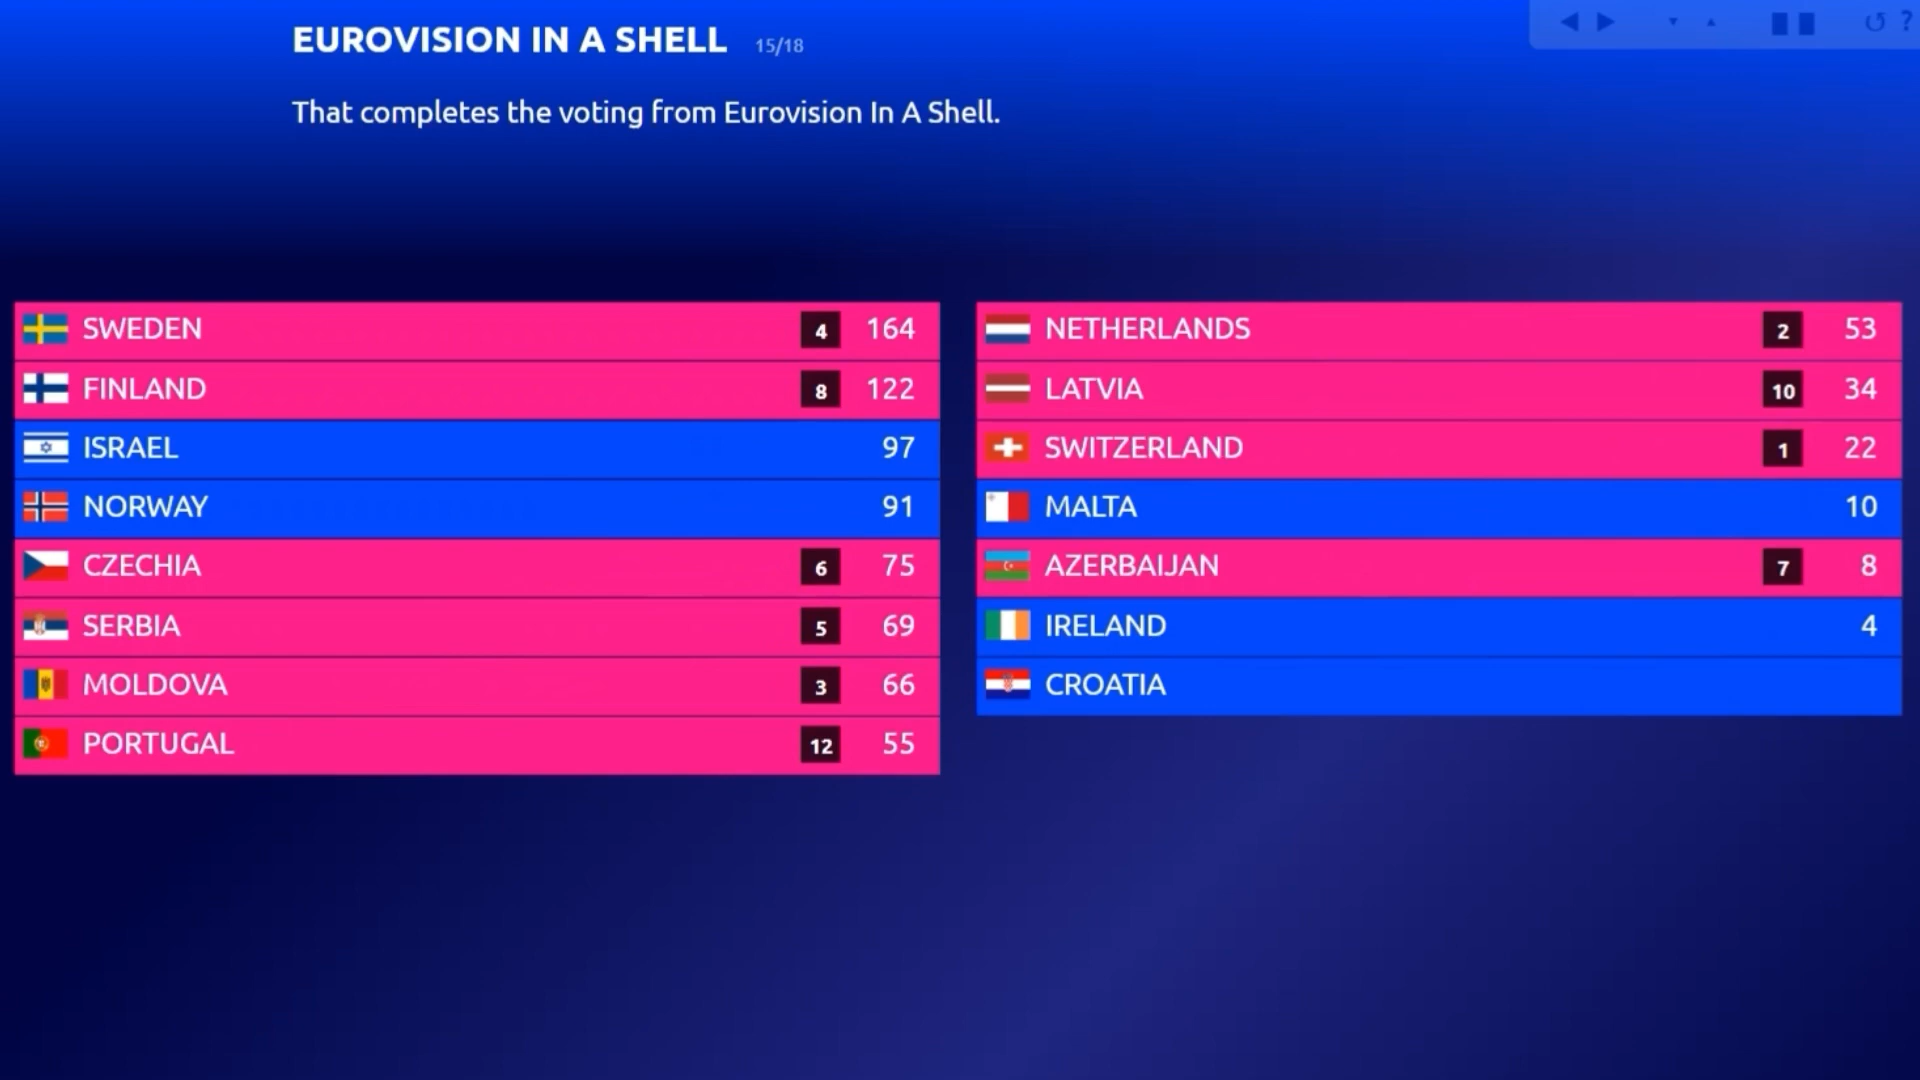 EUROVISION IN A SHELL 15/18
?
That completes the voting from Eurovision In A Shell.
SWEDEN 4 164
FINLAND 8 122
ISRAEL 97
NORWAY 91
CZECHIA 6 75
SERBIA 5 69
MOLDOVA 3 66
PORTUGAL 12 55
NETHERLANDS 2 53
LATVIA 10 34
SWITZERLAND 1 22
MALTA 10
AZERBAIJAN 7 8
IRELAND 4
CROATIA